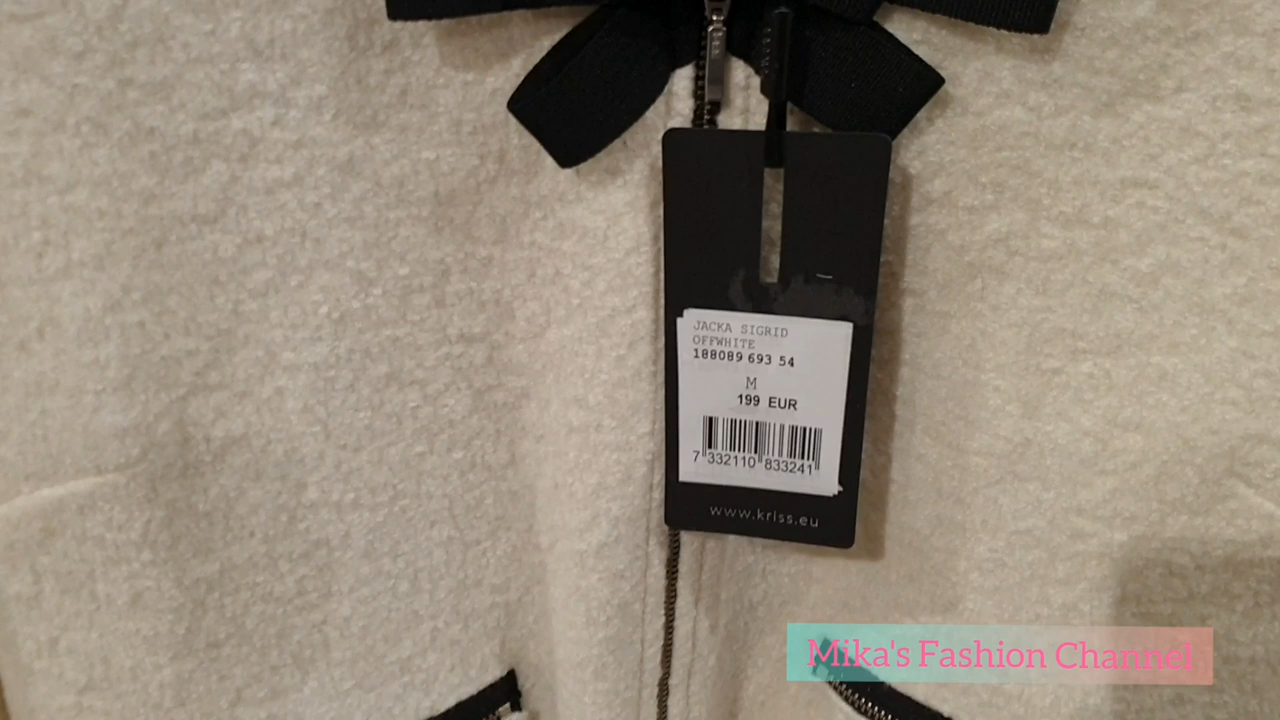 JACKA SIGRID
OFFWHITE
188089 693 54
M
199 EUR
7 332110 833241
www.kriss.eu
Mika's Fashion Channel